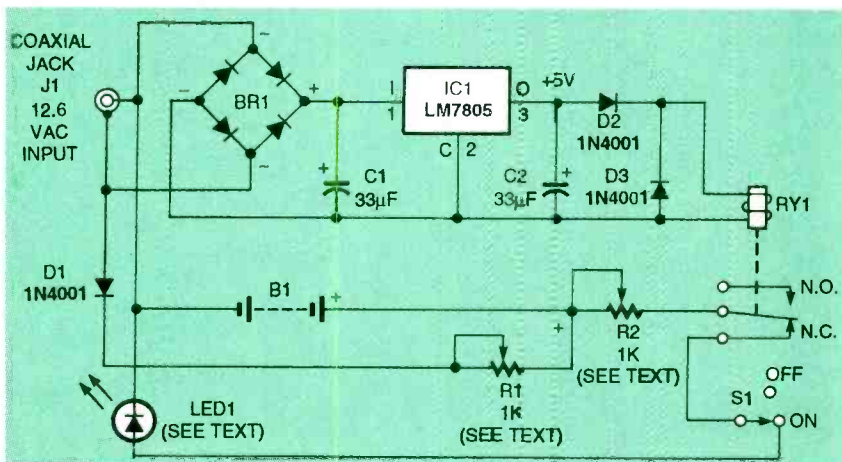 COAXIAL
JACK
J1
12.6
VAC
INPUT
~
−
+
BR1
~
I
1
IC1
LM7805
O
3
C
2
+5V
D2
1N4001
+
C1
33µF
C2
33µF
+
D3
1N4001
RY1
D1
1N4001
B1
+
+
R2
1K
(SEE TEXT)
N.O.
N.C.
R1
1K
(SEE TEXT)
OFF
S1
ON
LED1
(SEE TEXT)